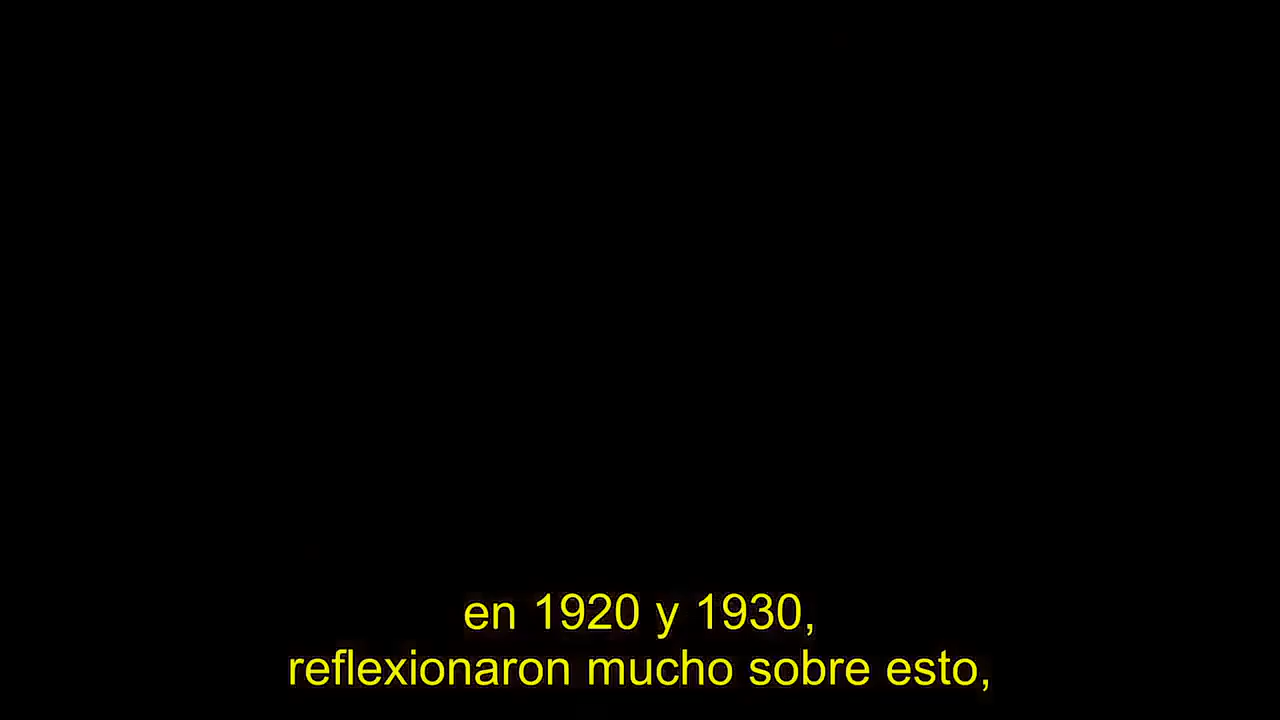 en 1920 y 1930,
reflexionaron mucho sobre esto,